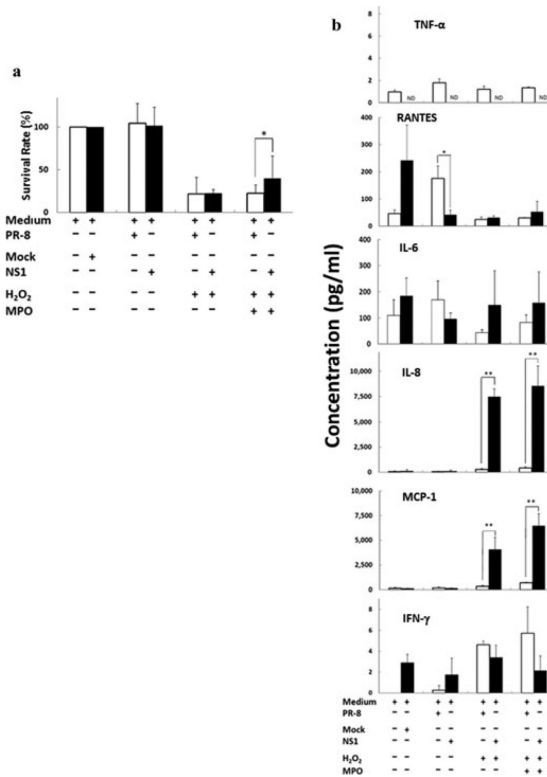 a
Survival Rate (%)
100
50
0
*
Medium + + + + + + + +
PR-8 − − + − + − + −
Mock − + − − − − − −
NS1 − − − + − + − +
H₂O₂ − − − − + + + +
MPO − − − − − − + +
b
Concentration (pg/ml)
TNF-α
8
6
4
2
0
ND ND ND ND
RANTES
400
300
200
100
0
*
IL-6
400
300
200
100
0
IL-8
10,000
7,500
5,000
2,500
0
** **
MCP-1
10,000
7,500
5,000
2,500
0
** **
IFN-γ
8
6
4
2
0
Medium + + + + + + + +
PR-8 − − + − + − + −
Mock − + − − − − − −
NS1 − − − + − + − +
H₂O₂ − − − − + + + +
MPO − − − − − − + +